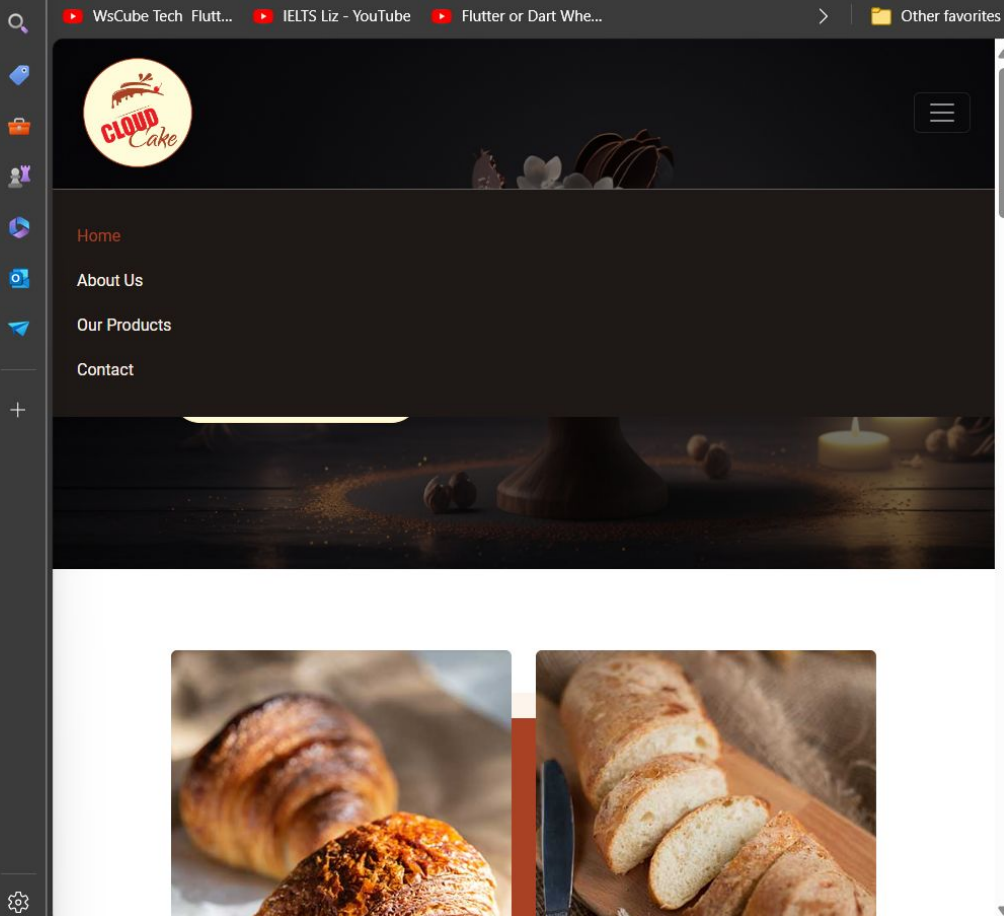 WsCube Tech Flutt...
IELTS Liz - YouTube
Flutter or Dart Whe...
Other favorites
CLOUD
Cake
Home
About Us
Our Products
Contact